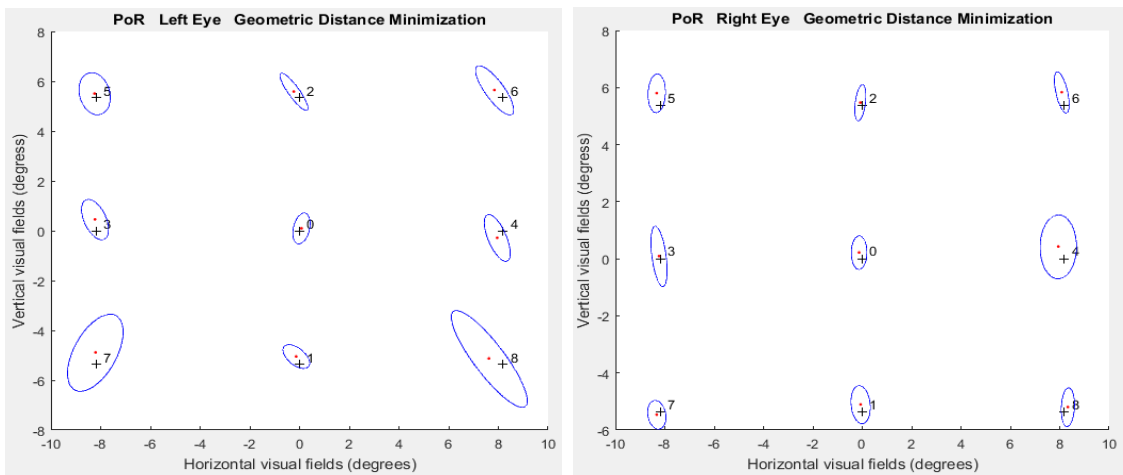 PoR Left Eye Geometric Distance Minimization
8
6
4
2
0
-2
-4
-6
-8
-10 -8 -6 -4 -2 0 2 4 6 8 10
Vertical visual fields (degress)
Horizontal visual fields (degrees)
5 2 6
3 0 4
7 1 8
PoR Right Eye Geometric Distance Minimization
8
6
4
2
0
-2
-4
-6
-10 -8 -6 -4 -2 0 2 4 6 8 10
Vertical visual fields (degress)
Horizontal visual fields (degrees)
5 2 6
3 0 4
7 1 8